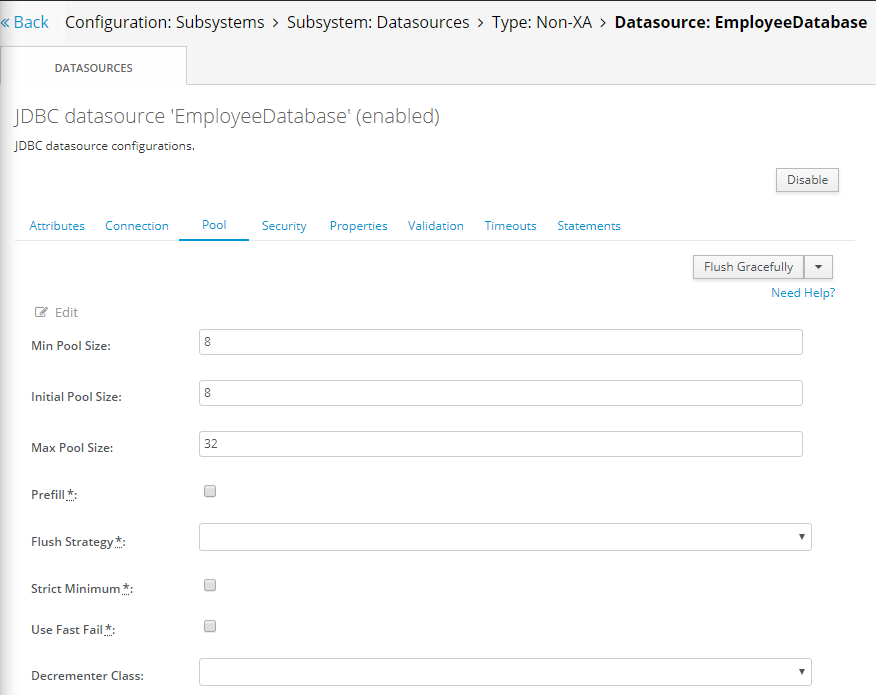 « Back Configuration: Subsystems > Subsystem: Datasources > Type: Non-XA > Datasource: EmployeeDatabase
DATASOURCES
JDBC datasource 'EmployeeDatabase' (enabled)
JDBC datasource configurations.
Disable
Attributes Connection Pool Security Properties Validation Timeouts Statements
Flush Gracefully
Need Help?
Edit
Min Pool Size: 8
Initial Pool Size: 8
Max Pool Size: 32
Prefill*:
Flush Strategy*:
Strict Minimum*:
Use Fast Fail*:
Decrementer Class: